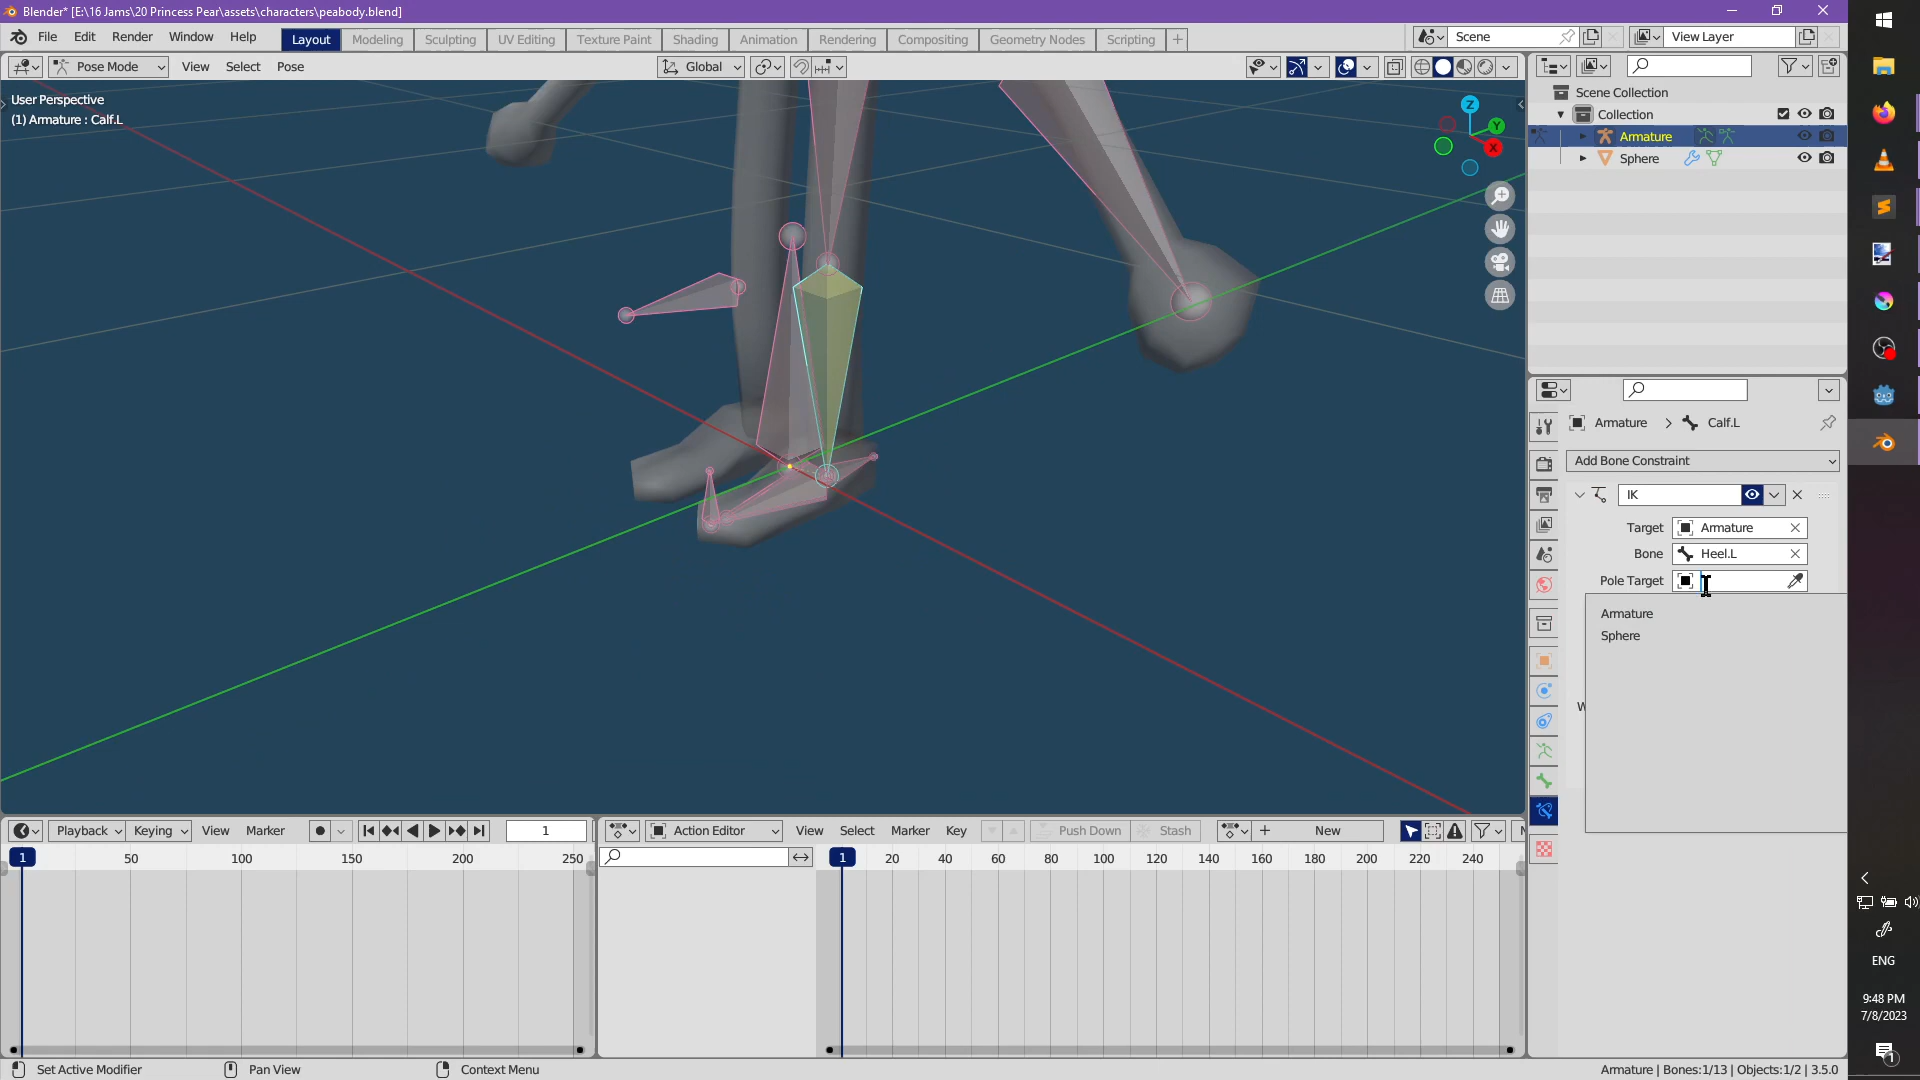 Blender* [E:\16 Jams\20 Princess Pear\assets\characters\peabody.blend]
File Edit Render Window Help Layout Modeling Sculpting UV Editing Texture Paint Shading Animation Rendering Compositing Geometry Nodes Scripting + Scene View Layer
Pose Mode View Select Pose Global
User Perspective
(1) Armature : Calf.L
Z
Y
X
Scene Collection
Collection
Armature
Sphere
Armature > Calf.L
Add Bone Constraint
IK
Target Armature
Bone Heel.L
Pole Target
Armature
Sphere
W
Playback Keying View Marker 1
Action Editor View Select Marker Key Push Down Stash New
1 50 100 150 200 250
1 20 40 60 80 100 120 140 160 180 200 220 240
Set Active Modifier Pan View Context Menu
Armature | Bones:1/13 | Objects:1/2 | 3.5.0
ENG
9:48 PM
7/8/2023
1